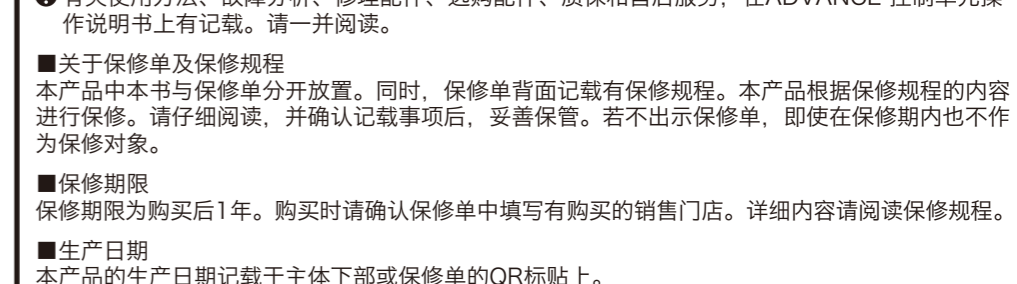 有关使用方法、故障分析、修理配件、选购配件、质保和售后服务，在ADVANCE 控制单元操
作说明书上有记载。请一并阅读。
■关于保修单及保修规程
本产品中本书与保修单分开放置。同时，保修单背面记载有保修规程。本产品根据保修规程的内容
进行保修。请仔细阅读，并确认记载事项后，妥善保管。若不出示保修单，即使在保修期内也不作
为保修对象。
■保修期限
保修期限为购买后1年。购买时请确认保修单中填写有购买的销售门店。详细内容请阅读保修规程。
■生产日期
本产品的生产日期记载于主体下部或保修单的QR标贴上。